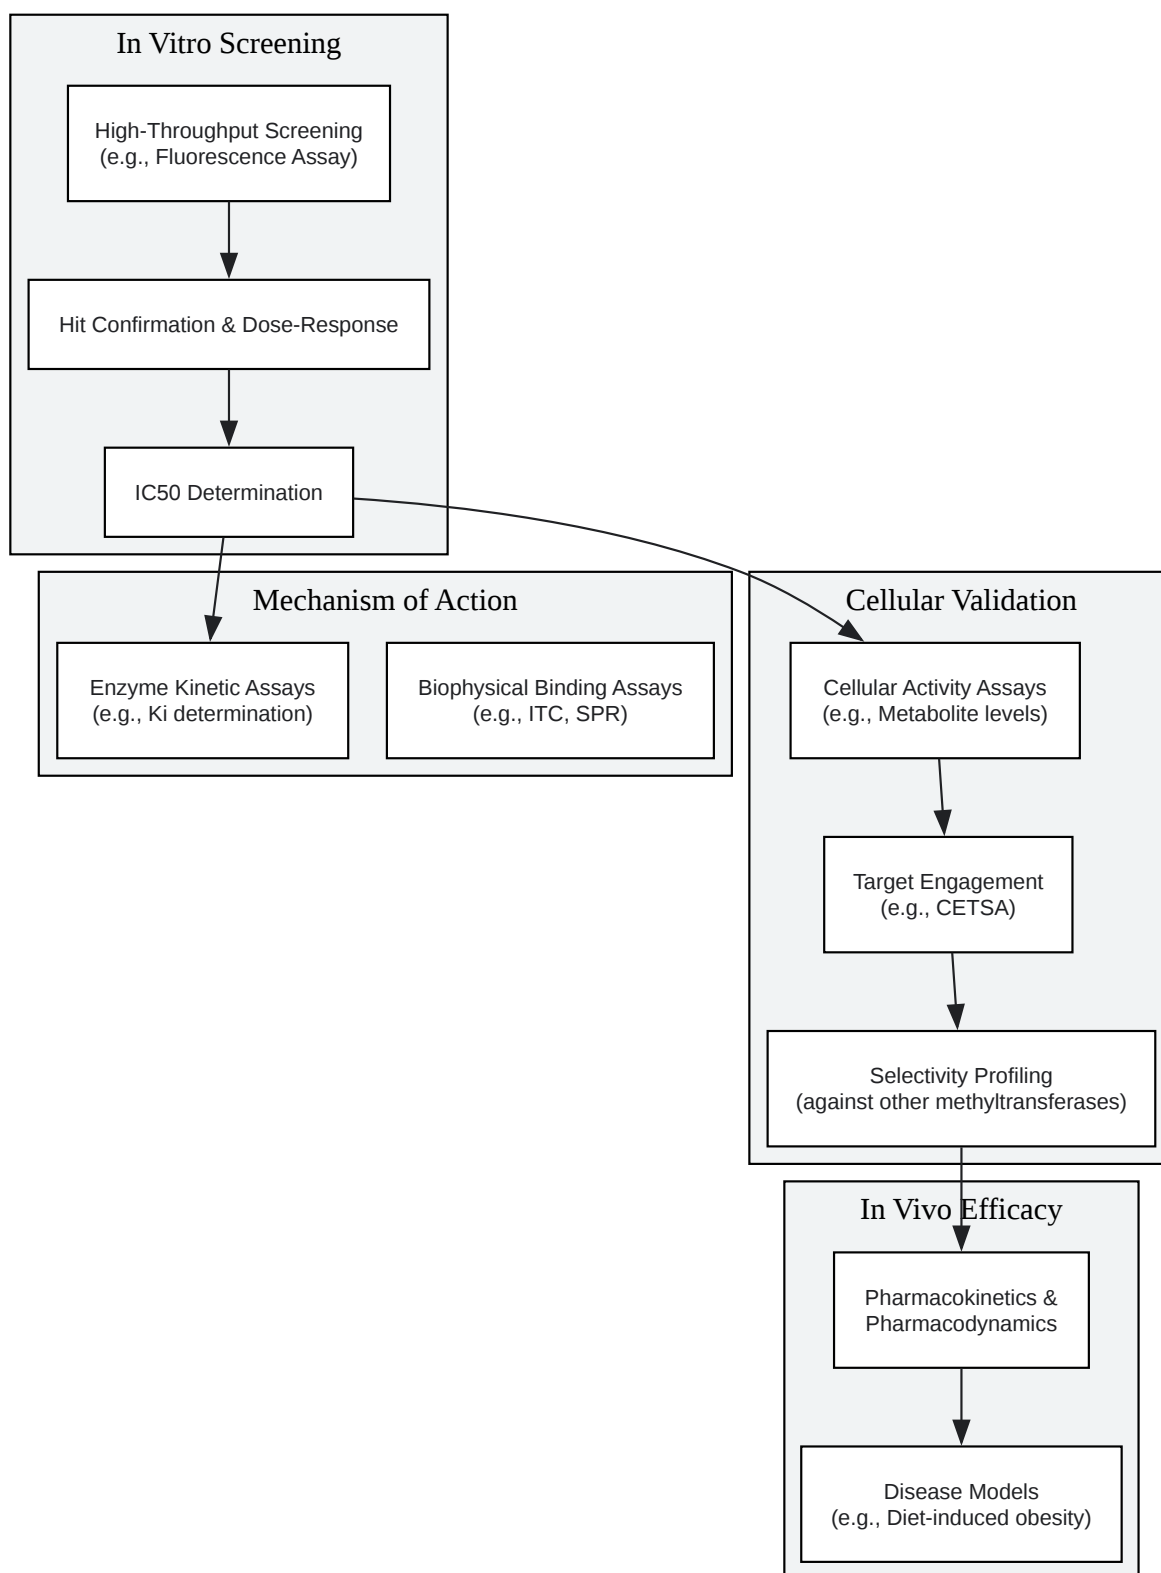 In Vitro Screening
High-Throughput Screening
(e.g., Fluorescence Assay)
Hit Confirmation & Dose-Response
IC50 Determination
Mechanism of Action
Enzyme Kinetic Assays
(e.g., Ki determination)
Biophysical Binding Assays
(e.g., ITC, SPR)
Cellular Validation
Cellular Activity Assays
(e.g., Metabolite levels)
Target Engagement
(e.g., CETSA)
Selectivity Profiling
(against other methyltransferases)
In Vivo Efficacy
Pharmacokinetics &
Pharmacodynamics
Disease Models
(e.g., Diet-induced obesity)